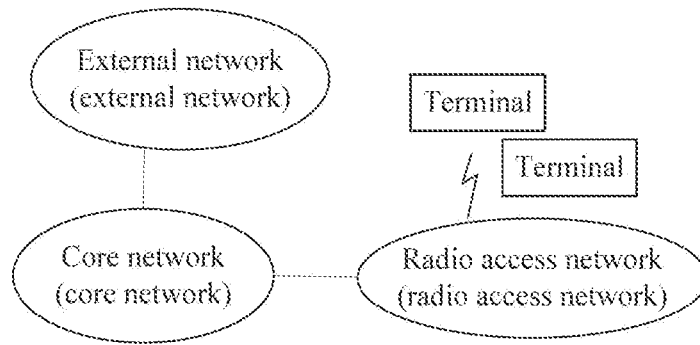 External network
(external network)
Terminal
Terminal
Core network
(core network)
Radio access network
(radio access network)